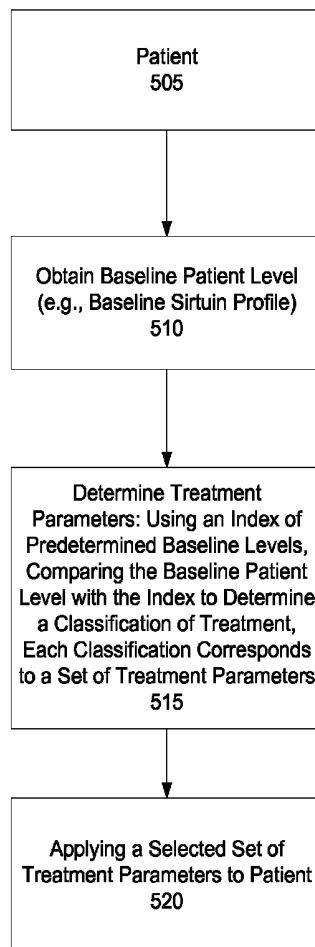 Patient
505
Obtain Baseline Patient Level
(e.g., Baseline Sirtuin Profile)
510
Determine Treatment
Parameters: Using an Index of
Predetermined Baseline Levels,
Comparing the Baseline Patient
Level with the Index to Determine
a Classification of Treatment,
Each Classification Corresponds
to a Set of Treatment Parameters
515
Applying a Selected Set of
Treatment Parameters to Patient
520